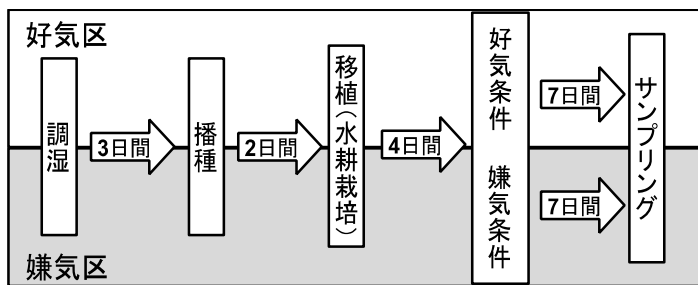 好気区
調湿
3日間
播種
2日間
移植(水耕栽培)
4日間
好気条件
嫌気条件
7日間
7日間
サンプリング
嫌気区